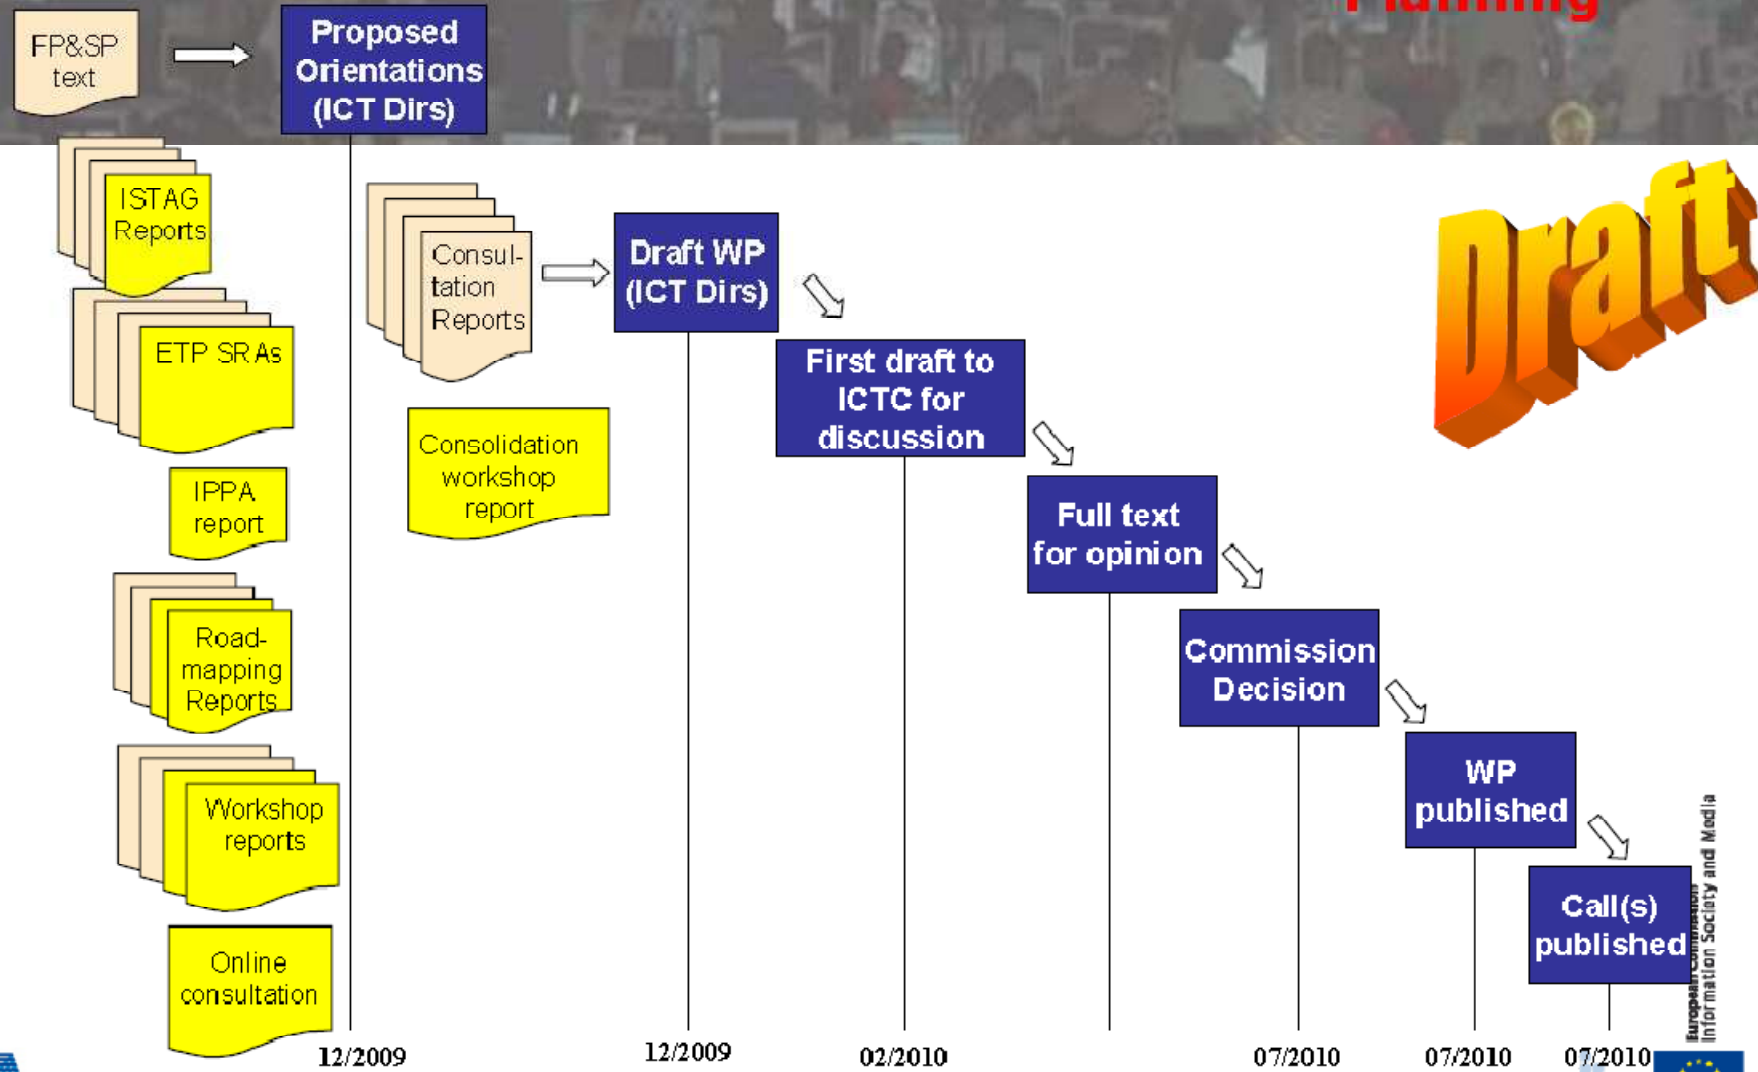 Planning
FP&SP
text
Proposed
Orientations
(ICT Dirs)
ISTAG
Reports
ETP SRAs
IPPA
report
Road-
mapping
Reports
Workshop
reports
Online
consultation
Consul-
tation
Reports
Consolidation
workshop
report
Draft WP
(ICT Dirs)
First draft to
ICTC for
discussion
Full text
for opinion
Commission
Decision
WP
published
Call(s)
published
Draft
European Commission
Information Society and Media
12/2009
12/2009
02/2010
07/2010
07/2010
07/2010